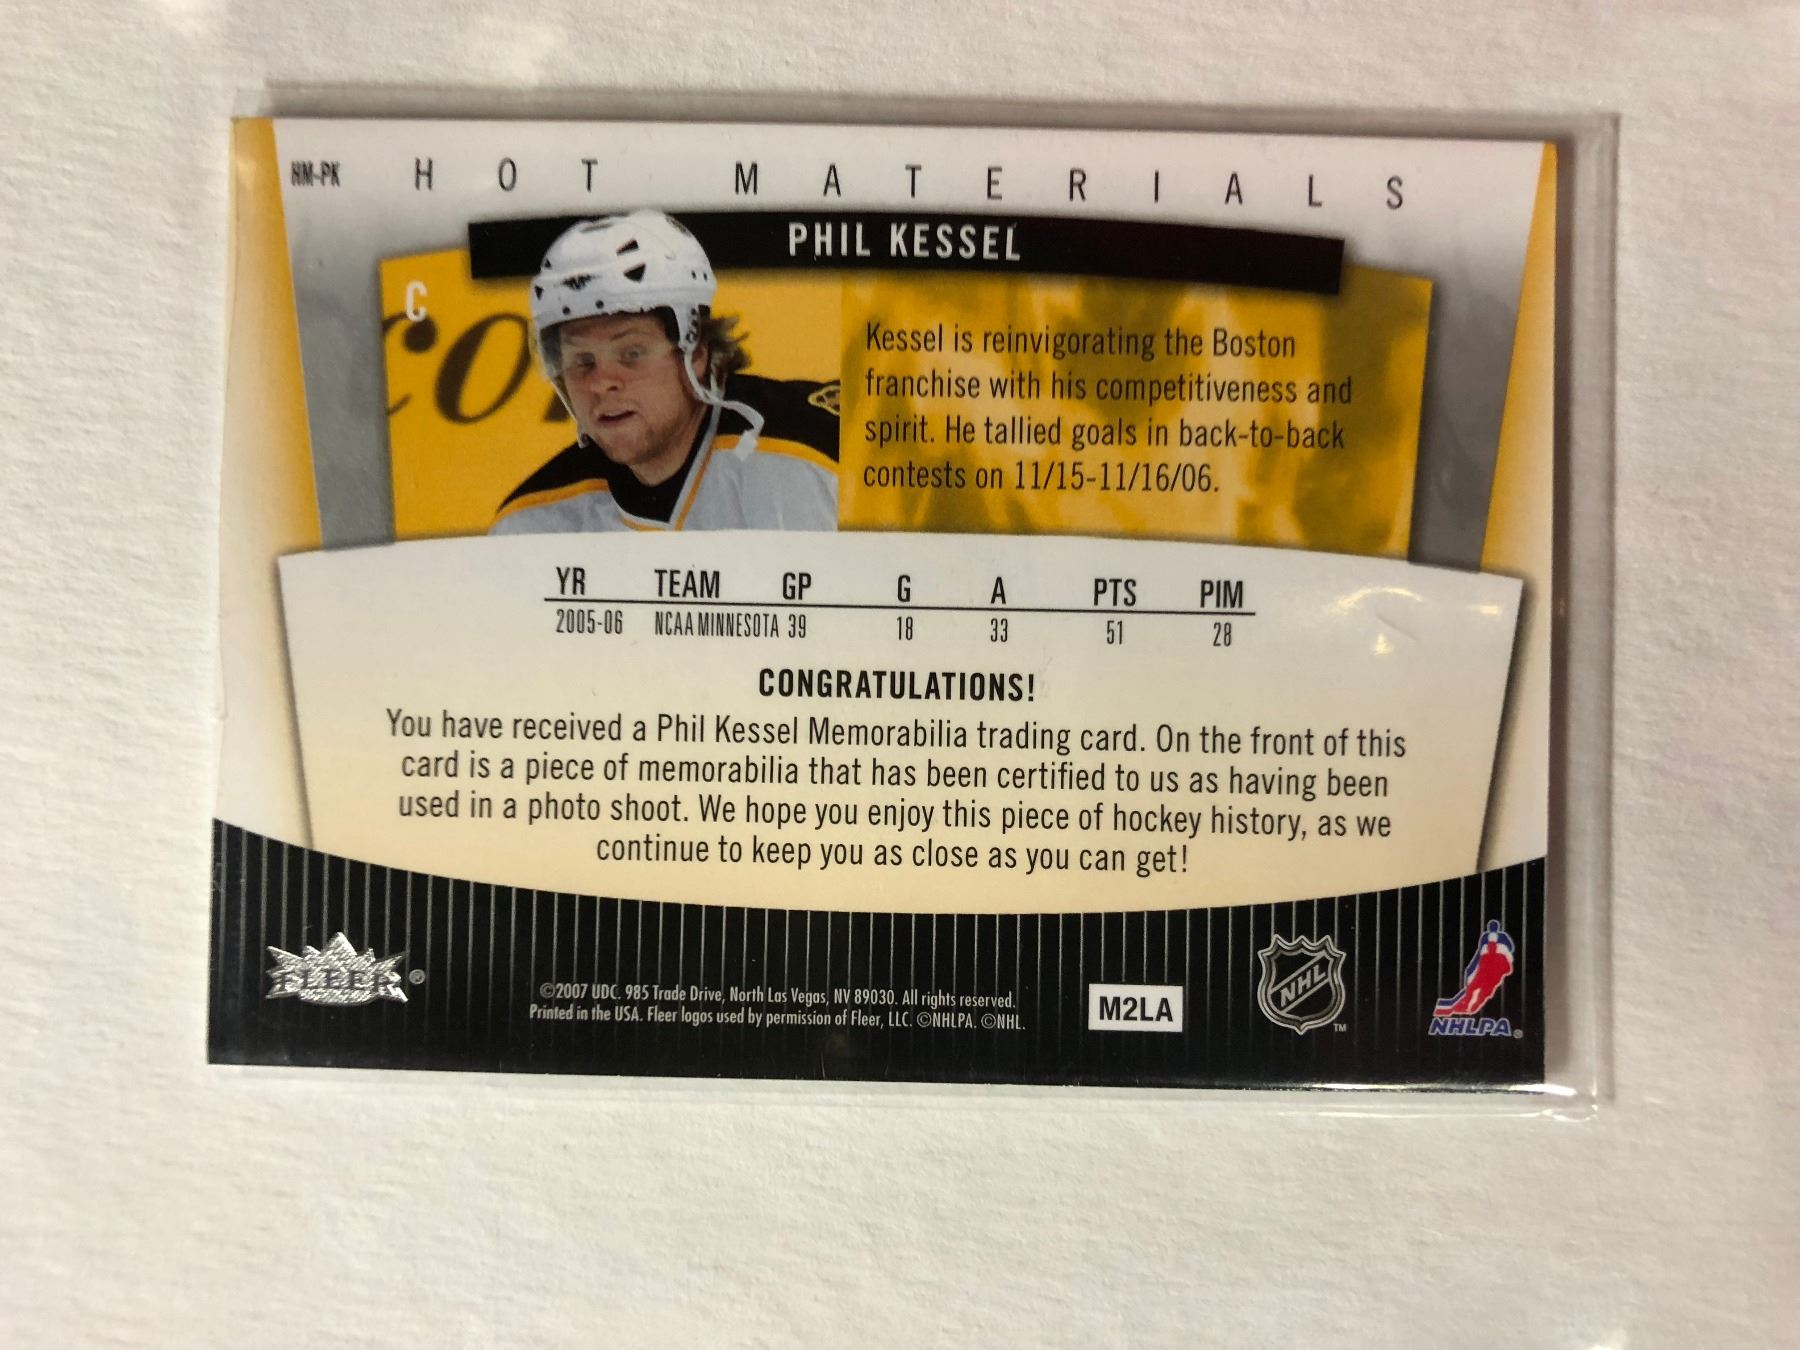 HM-PK
HOT MATERIALS
PHIL KESSEL
C
co
Kessel is reinvigorating the Boston
franchise with his competitiveness and
spirit. He tallied goals in back-to-back
contests on 11/15-11/16/06.
YR TEAM GP G A PTS PIM
2005-06 NCAA MINNESOTA 39 18 33 51 28
CONGRATULATIONS!
You have received a Phil Kessel Memorabilia trading card. On the front of this
card is a piece of memorabilia that has been certified to us as having been
used in a photo shoot. We hope you enjoy this piece of hockey history, as we
continue to keep you as close as you can get!
FLEER®
©2007 UDC. 985 Trade Drive, North Las Vegas, NV 89030. All rights reserved.
Printed in the USA. Fleer logos used by permission of Fleer, LLC. ©NHLPA. ©NHL.
M2LA
NHL TM
NHLPA®